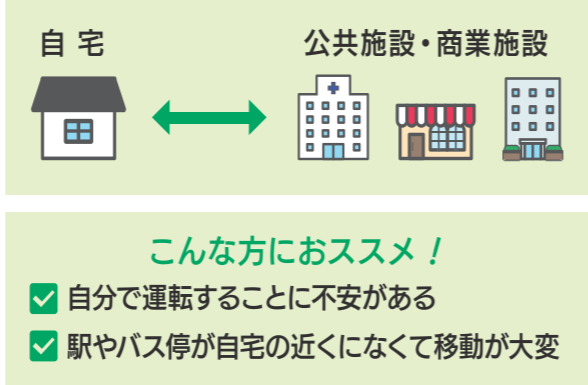 自 宅
公共施設・商業施設
こんな方におススメ！
自分で運転することに不安がある
駅やバス停が自宅の近くになくて移動が大変